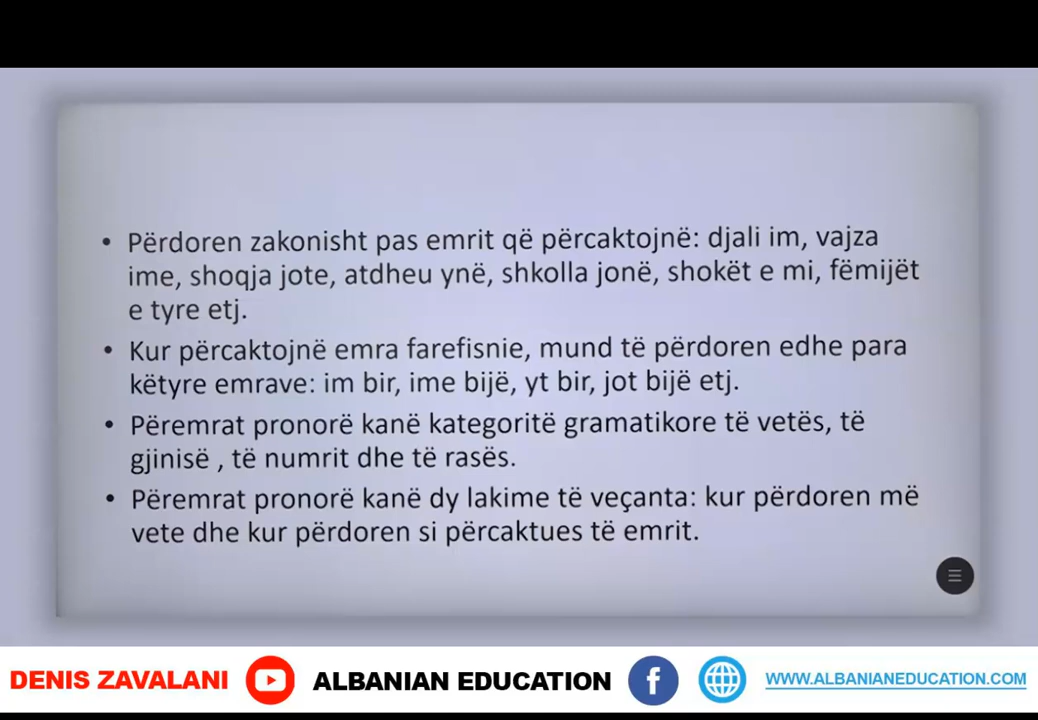 • Përdoren zakonisht pas emrit që përcaktojnë: djali im, vajza
ime, shoqja jote, atdheu ynë, shkolla jonë, shokët e mi, fëmijët
e tyre etj.
• Kur përcaktojnë emra farefisnie, mund të përdoren edhe para
këtyre emrave: im bir, ime bijë, yt bir, jot bijë etj.
• Përemrat pronorë kanë kategoritë gramatikore të vetës, të
gjinisë , të numrit dhe të rasës.
• Përemrat pronorë kanë dy lakime të veçanta: kur përdoren më
vete dhe kur përdoren si përcaktues të emrit.
DENIS ZAVALANI ALBANIAN EDUCATION WWW.ALBANIANEDUCATION.COM